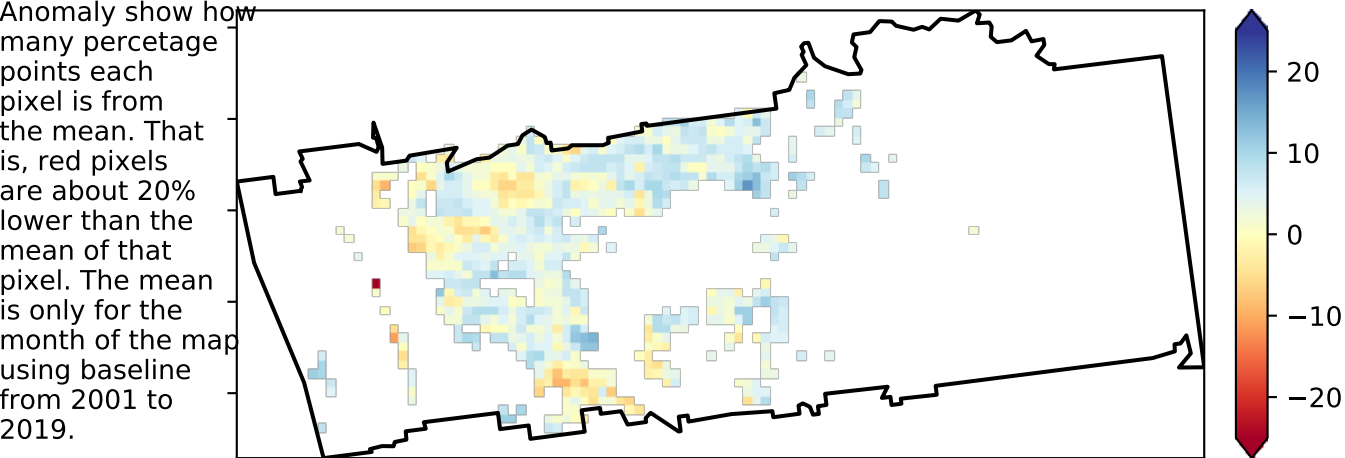 Anomaly show how
many percetage
points each
pixel is from
the mean. That
is, red pixels
are about 20%
lower than the
mean of that
pixel. The mean
is only for the
month of the map
using baseline
from 2001 to
2019.
20
10
0
−10
−20